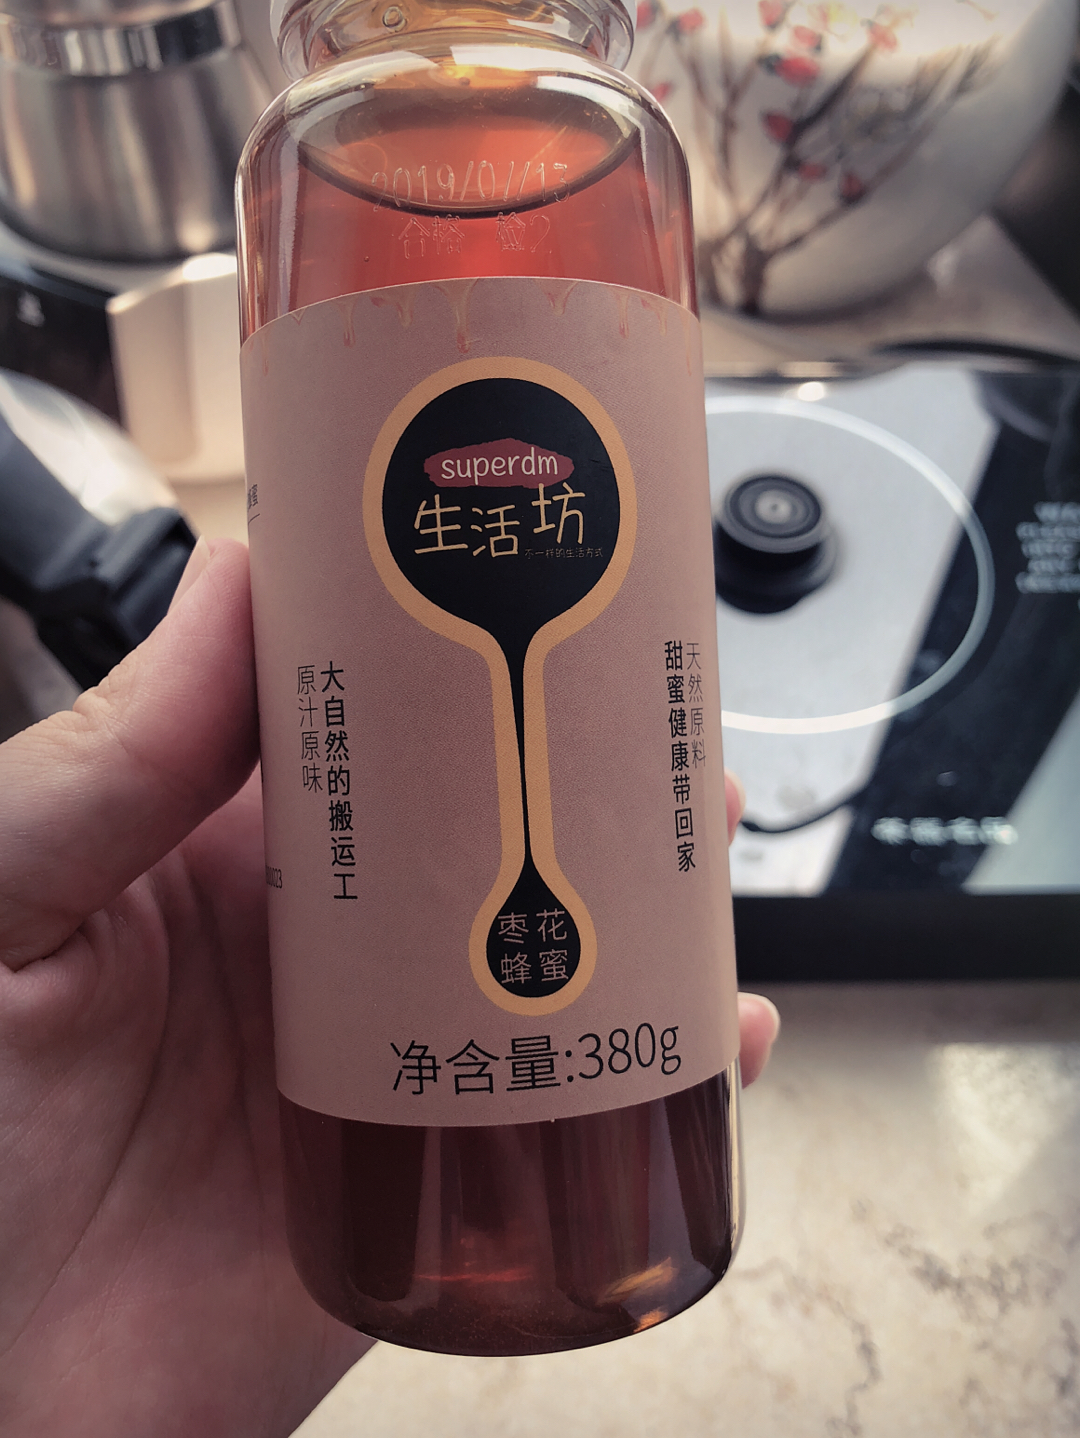 2019/01/13
合格 检2
superdm
生活坊
不一样的生活方式
大自然的搬运工
原汁原味
天然原料
甜蜜健康带回家
枣花
蜂蜜
净含量:380g